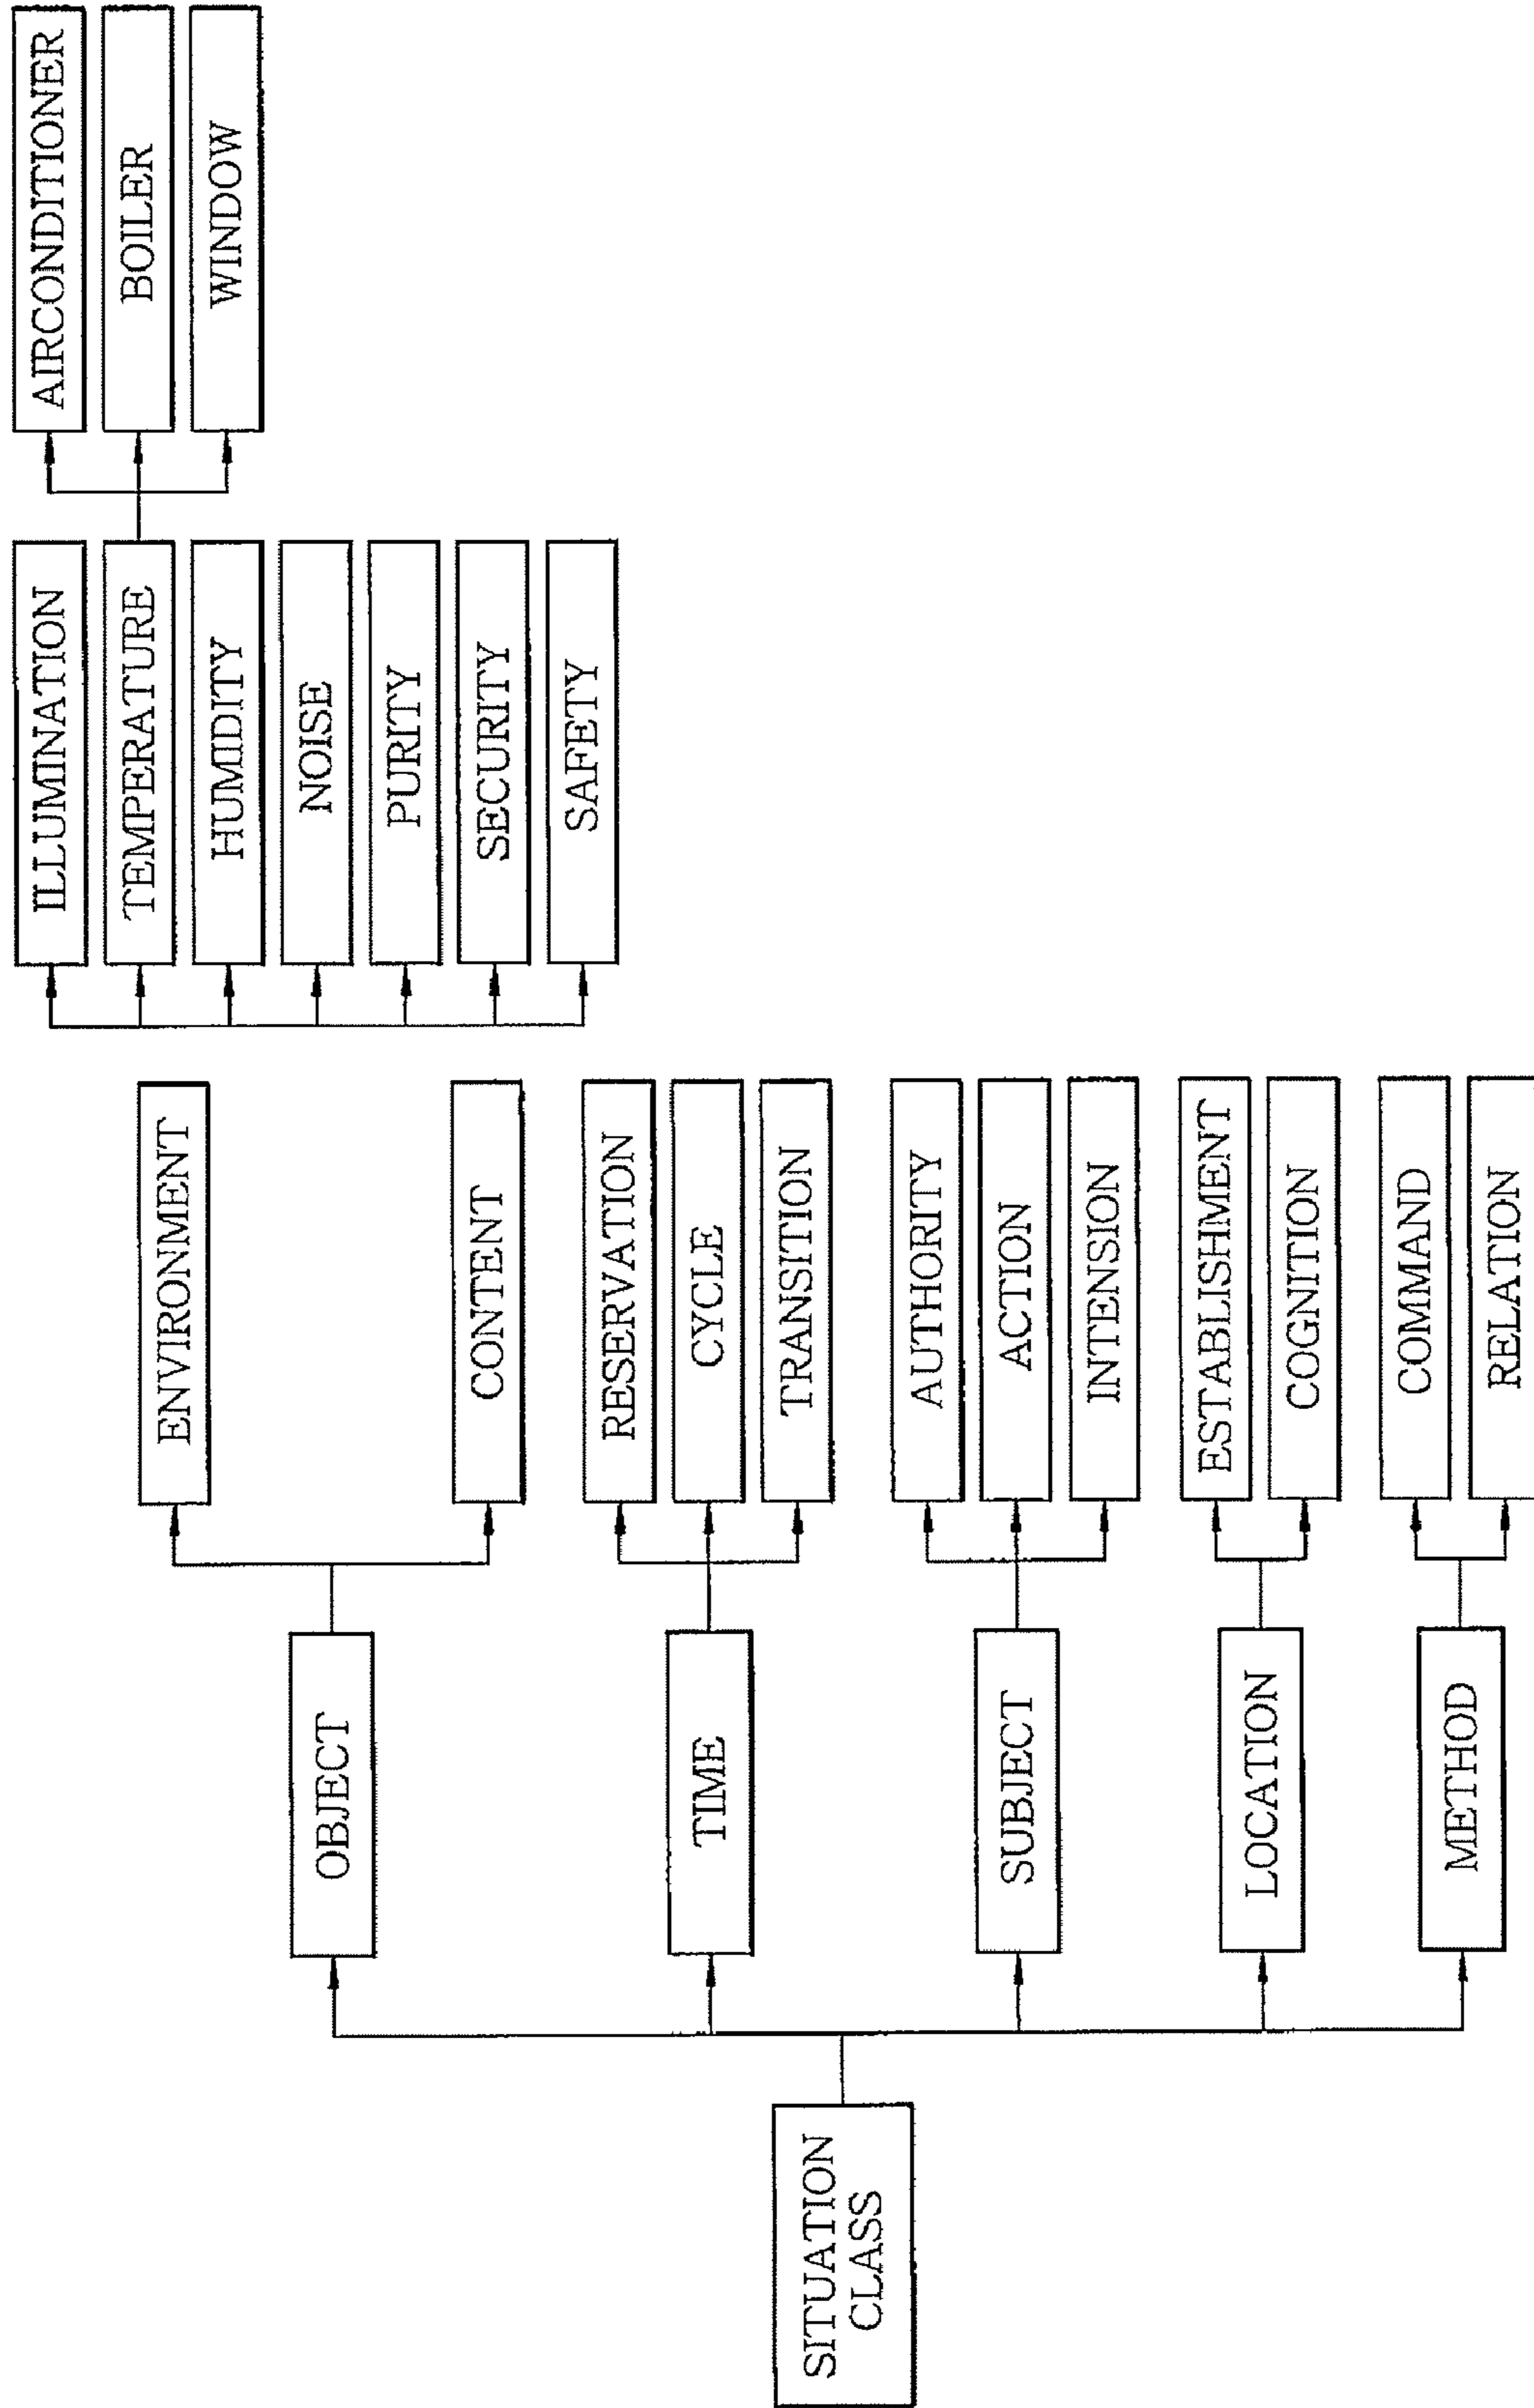 SITUATION
CLASS
OBJECT
TIME
SUBJECT
LOCATION
METHOD
ENVIRONMENT
CONTENT
RESERVATION
CYCLE
TRANSITION
AUTHORITY
ACTION
INTENSION
ESTABLISHMENT
COGNITION
COMMAND
RELATION
ILLUMINATION
TEMPERATURE
HUMIDITY
NOISE
PURITY
SECURITY
SAFETY
AIRCONDITIONER
BOILER
WINDOW